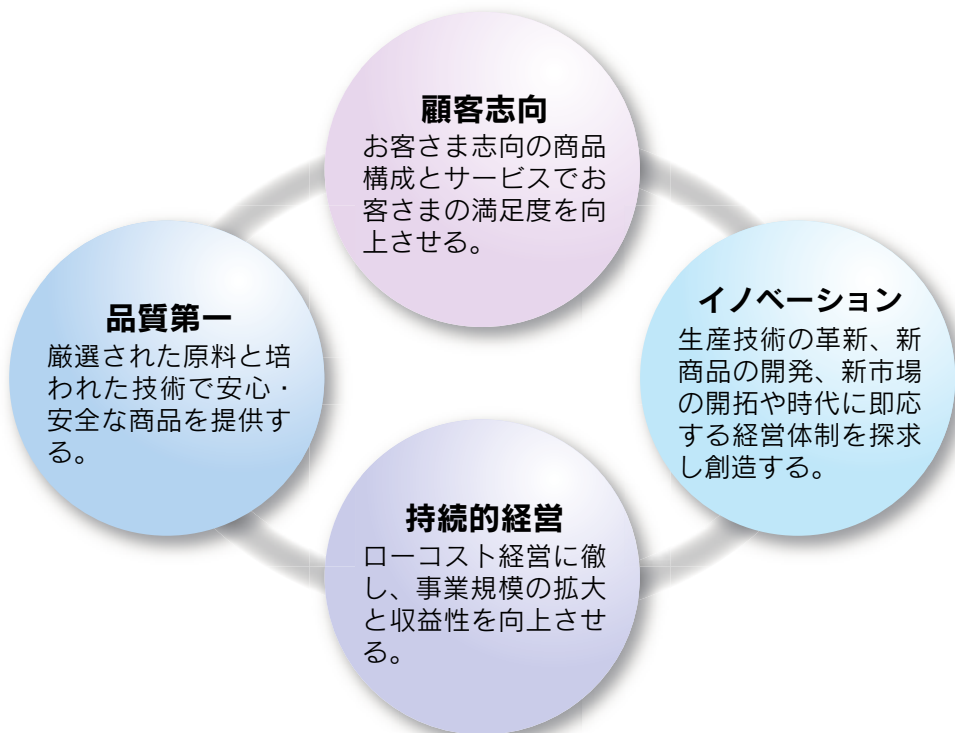 顧客志向
お客さま志向の商品
構成とサービスでお
客さまの満足度を向
上させる。
品質第一
厳選された原料と培
われた技術で安心・
安全な商品を提供す
る。
イノベーション
生産技術の革新、新
商品の開発、新市場
の開拓や時代に即応
する経営体制を探求
し創造する。
持続的経営
ローコスト経営に徹
し、事業規模の拡大
と収益性を向上させ
る。